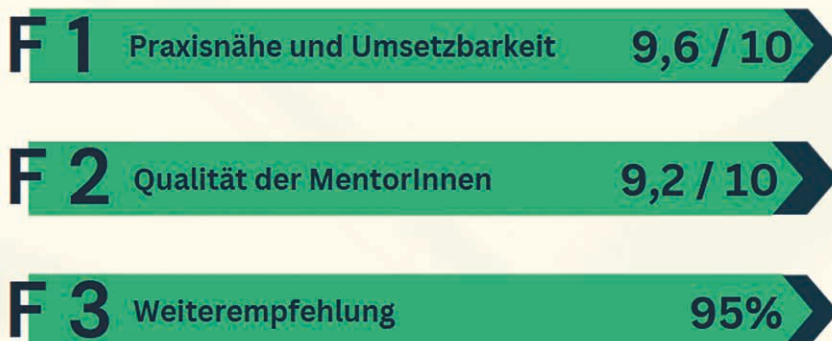 F 1 Praxisnähe und Umsetzbarkeit 9,6 / 10
F 2 Qualität der MentorInnen 9,2 / 10
F 3 Weiterempfehlung 95%